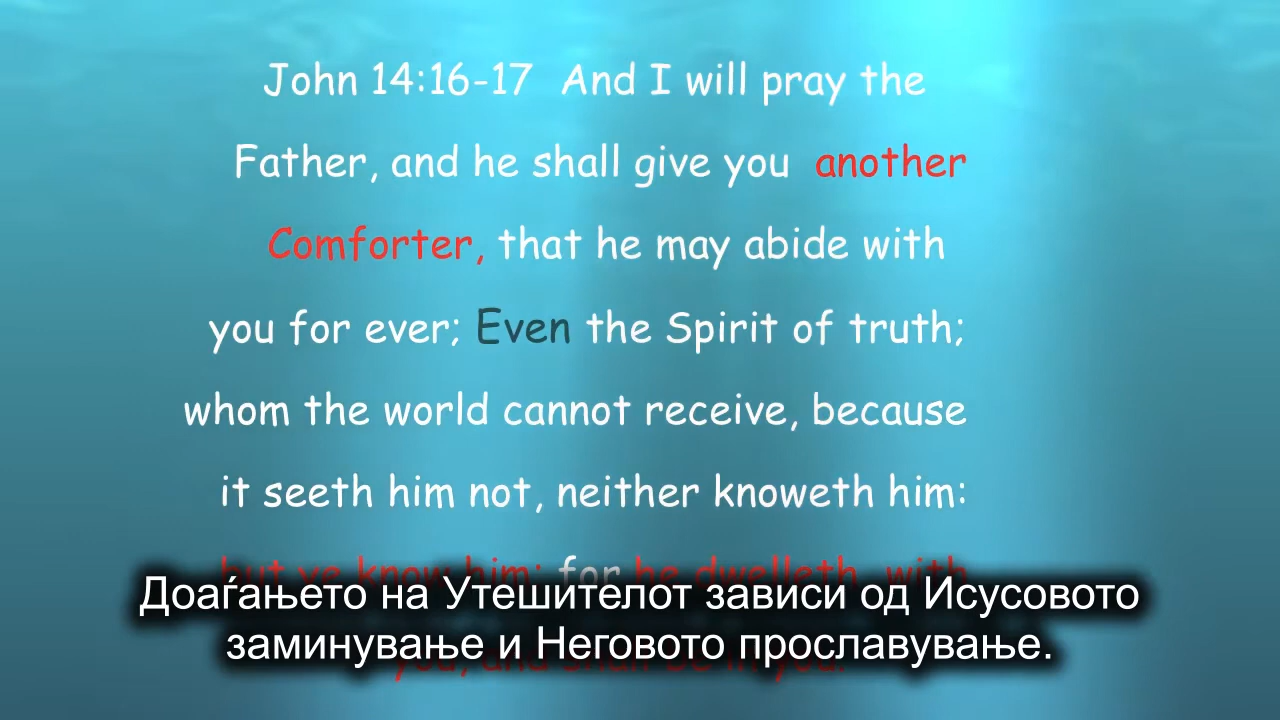 John 14:16-17 And I will pray the
Father, and he shall give you another
Comforter, that he may abide with
you for ever; Even the Spirit of truth;
whom the world cannot receive, because
it seeth him not, neither knoweth him:
but ye know him; for he dwelleth with
you, and shall be in you.
Доаѓањето на Утешителот зависи од Исусовото
заминување и Неговото прославување.